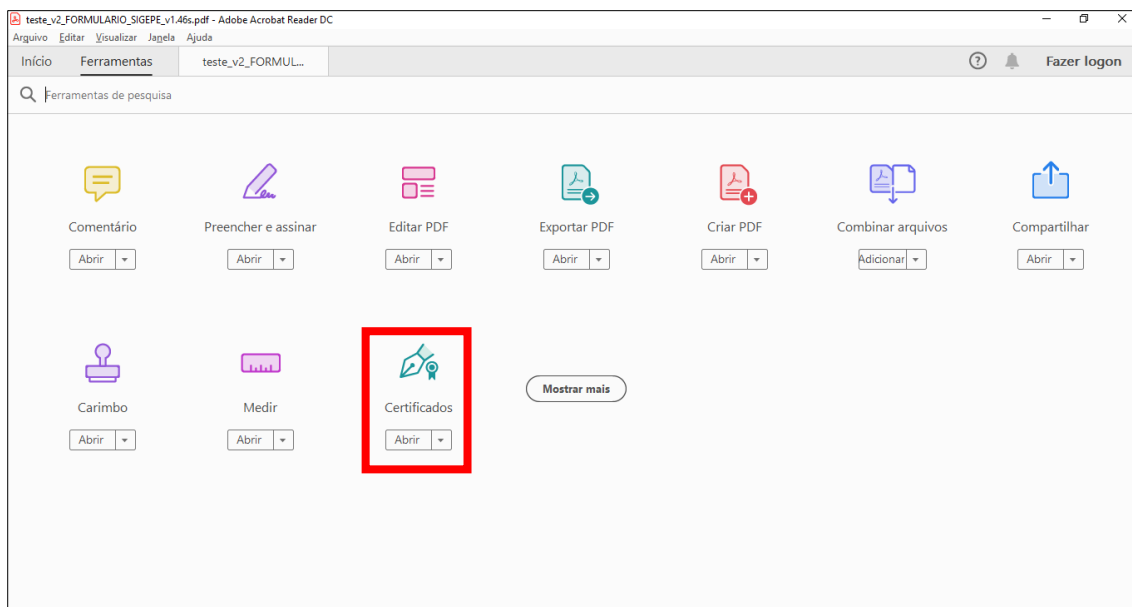 teste_v2_FORMULARIO_SIGEPE_v1.46s.pdf - Adobe Acrobat Reader DC
Arquivo Editar Visualizar Janela Ajuda
Início Ferramentas teste_v2_FORMUL... Fazer logon
Ferramentas de pesquisa
Comentário Preencher e assinar Editar PDF Exportar PDF Criar PDF Combinar arquivos Compartilhar
Abrir Abrir Abrir Abrir Abrir Adicionar Abrir
Mostrar mais
Carimbo Medir Certificados
Abrir Abrir Abrir